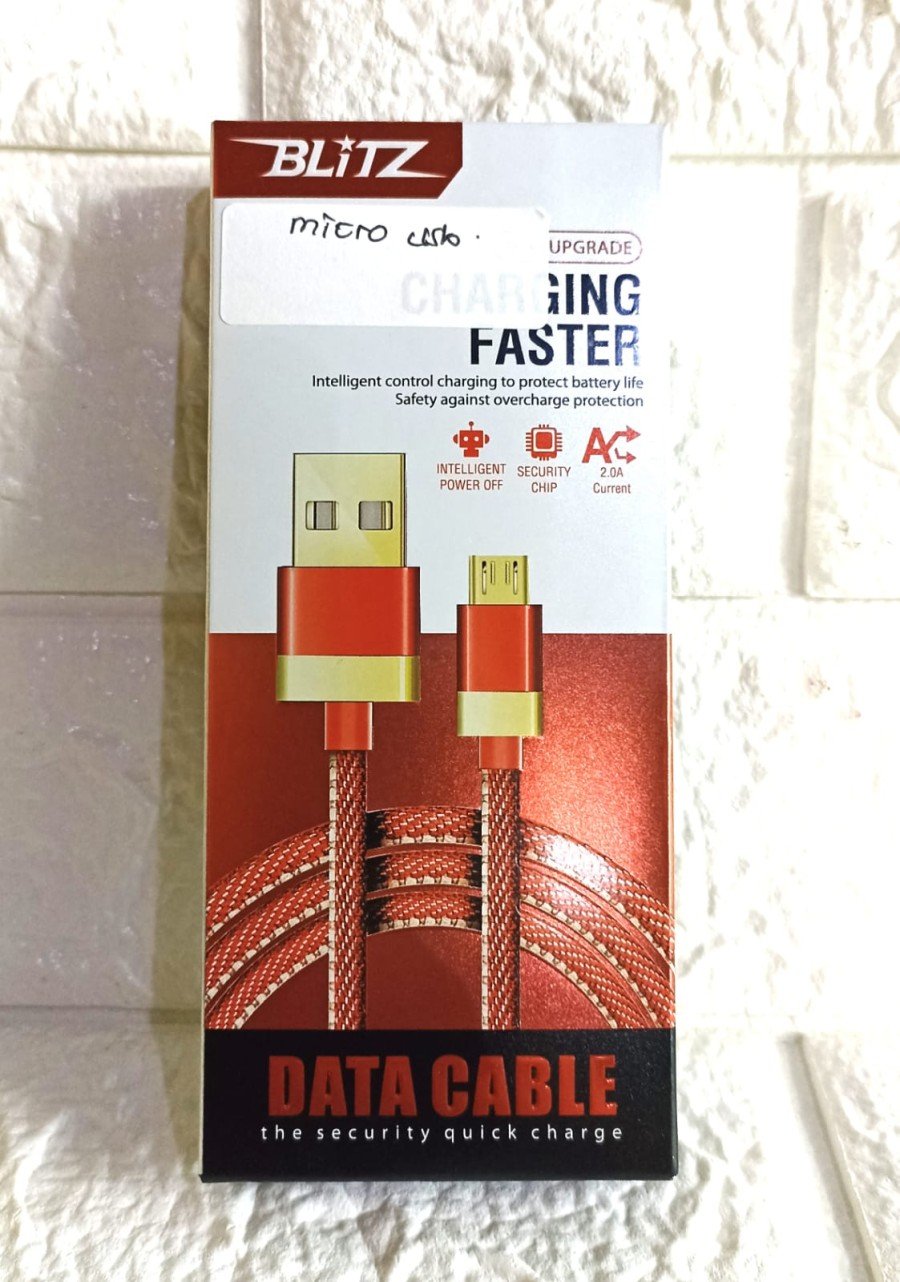 BLiTZ
micro
UPGRADE
CHARGING
FASTER
Intelligent control charging to protect battery life
Safety against overcharge protection
INTELLIGENT
POWER OFF
SECURITY
CHIP
2.0A
Current
DATA CABLE
the security quick charge